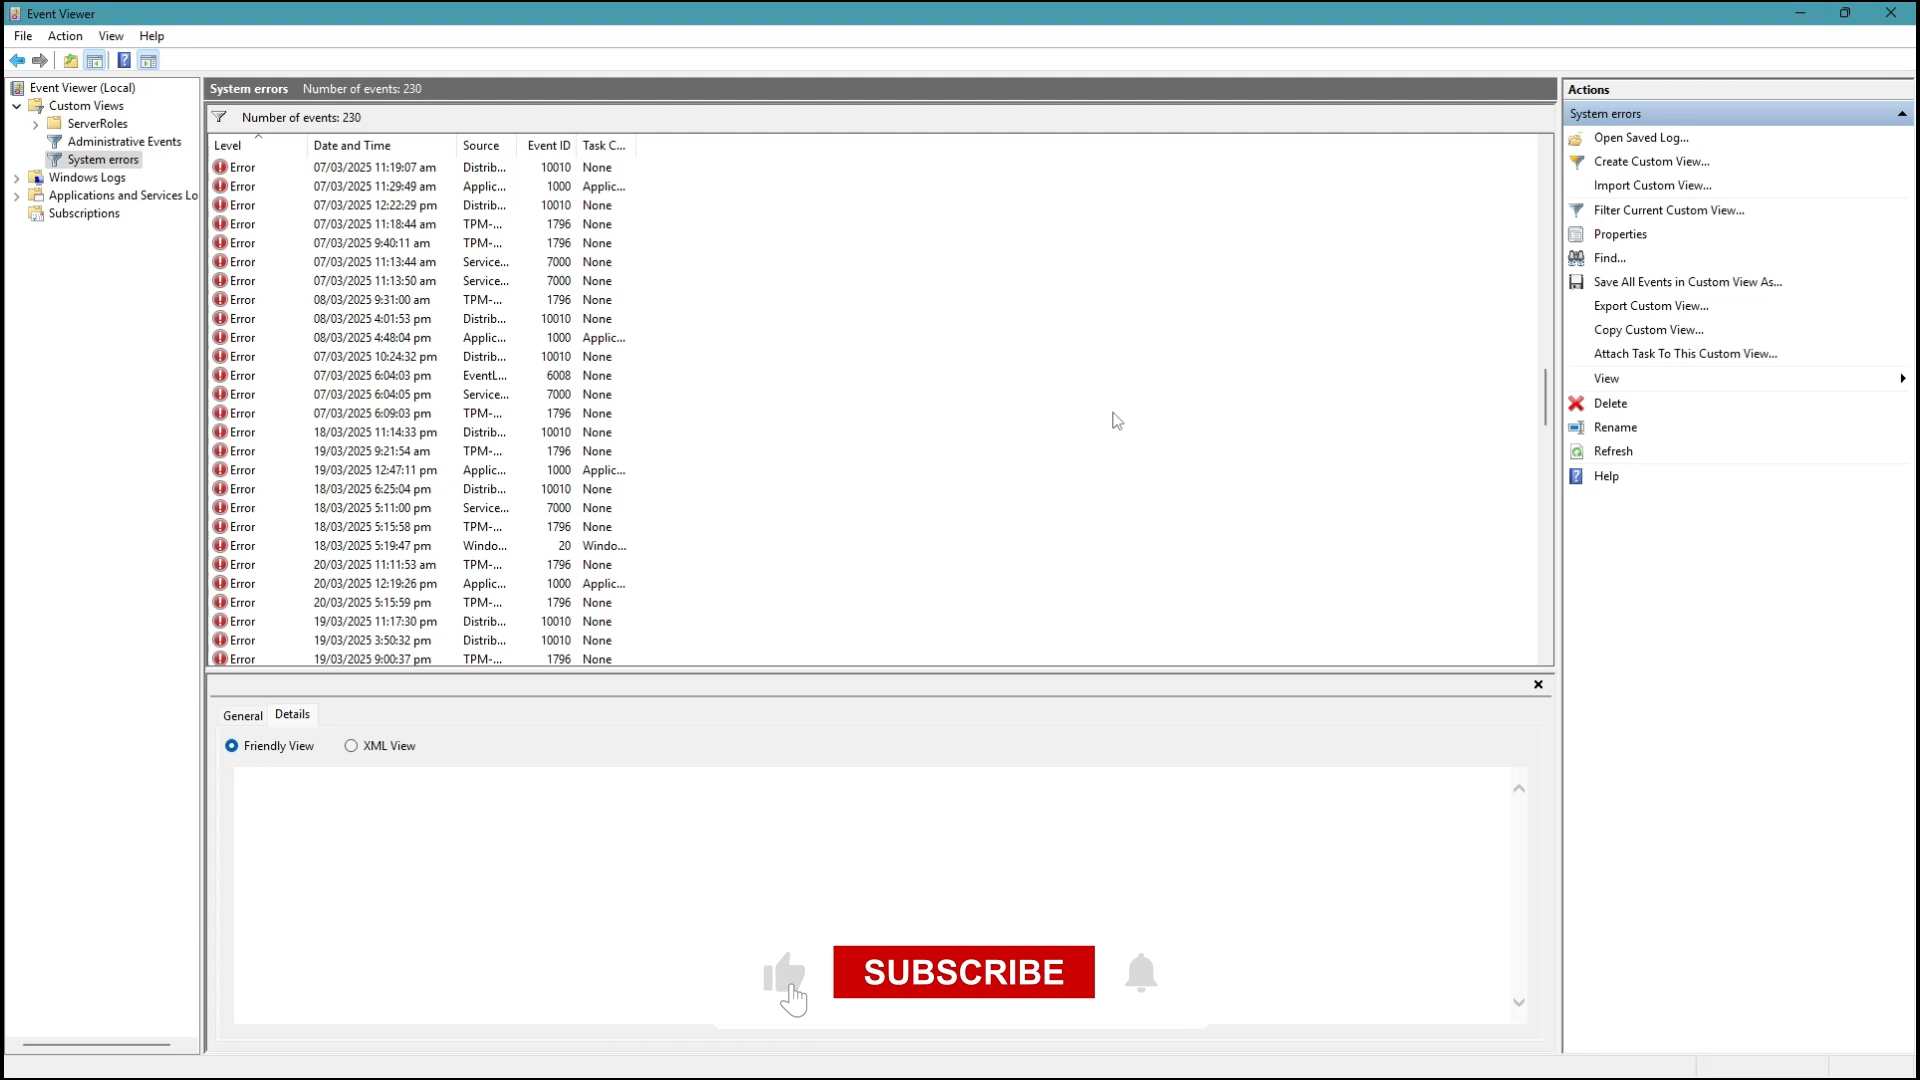 Event Viewer
File Action View Help
Event Viewer (Local)
Custom Views
ServerRoles
Administrative Events
System errors
Windows Logs
Applications and Services Lo
Subscriptions
System errors Number of events: 230
Number of events: 230
Level Date and Time Source Event ID Task C...
Error 07/03/2025 11:19:07 am Distrib... 10010 None
Error 07/03/2025 11:29:49 am Applic... 1000 Applic...
Error 07/03/2025 12:22:29 pm Distrib... 10010 None
Error 07/03/2025 11:18:44 am TPM-... 1796 None
Error 07/03/2025 9:40:11 am TPM-... 1796 None
Error 07/03/2025 11:13:44 am Service... 7000 None
Error 07/03/2025 11:13:50 am Service... 7000 None
Error 08/03/2025 9:31:00 am TPM-... 1796 None
Error 08/03/2025 4:01:53 pm Distrib... 10010 None
Error 08/03/2025 4:48:04 pm Applic... 1000 Applic...
Error 07/03/2025 10:24:32 pm Distrib... 10010 None
Error 07/03/2025 6:04:03 pm EventL... 6008 None
Error 07/03/2025 6:04:05 pm Service... 7000 None
Error 07/03/2025 6:09:03 pm TPM-... 1796 None
Error 18/03/2025 11:14:33 pm Distrib... 10010 None
Error 19/03/2025 9:21:54 am TPM-... 1796 None
Error 19/03/2025 12:47:11 pm Applic... 1000 Applic...
Error 18/03/2025 6:25:04 pm Distrib... 10010 None
Error 18/03/2025 5:11:00 pm Service... 7000 None
Error 18/03/2025 5:15:58 pm TPM-... 1796 None
Error 18/03/2025 5:19:47 pm Windo... 20 Windo...
Error 20/03/2025 11:11:53 am TPM-... 1796 None
Error 20/03/2025 12:19:26 pm Applic... 1000 Applic...
Error 20/03/2025 5:15:59 pm TPM-... 1796 None
Error 19/03/2025 11:17:30 pm Distrib... 10010 None
Error 19/03/2025 3:50:32 pm Distrib... 10010 None
Error 19/03/2025 9:00:37 pm TPM-... 1796 None
General Details
Friendly View XML View
SUBSCRIBE
Actions
System errors
Open Saved Log...
Create Custom View...
Import Custom View...
Filter Current Custom View...
Properties
Find...
Save All Events in Custom View As...
Export Custom View...
Copy Custom View...
Attach Task To This Custom View...
View
Delete
Rename
Refresh
Help